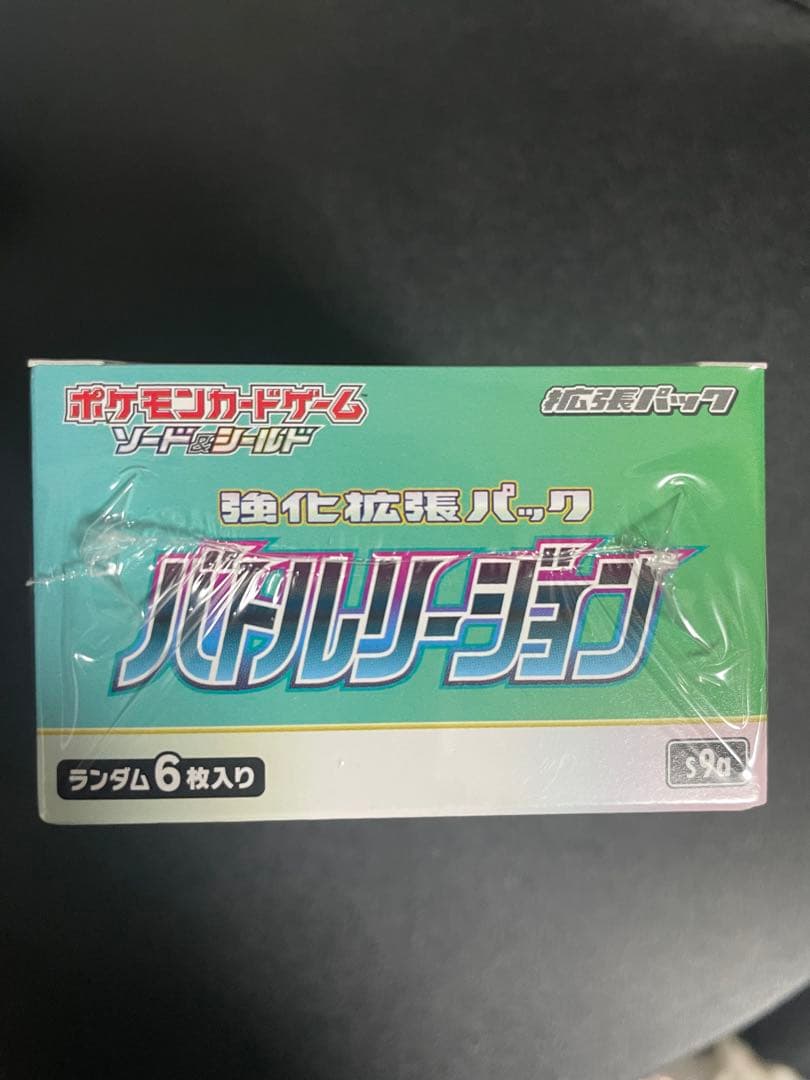 ポケモンカードゲーム
ソード&シールド
拡張パック
強化拡張パック
バトルリージョン
ランダム6枚入り
s9a